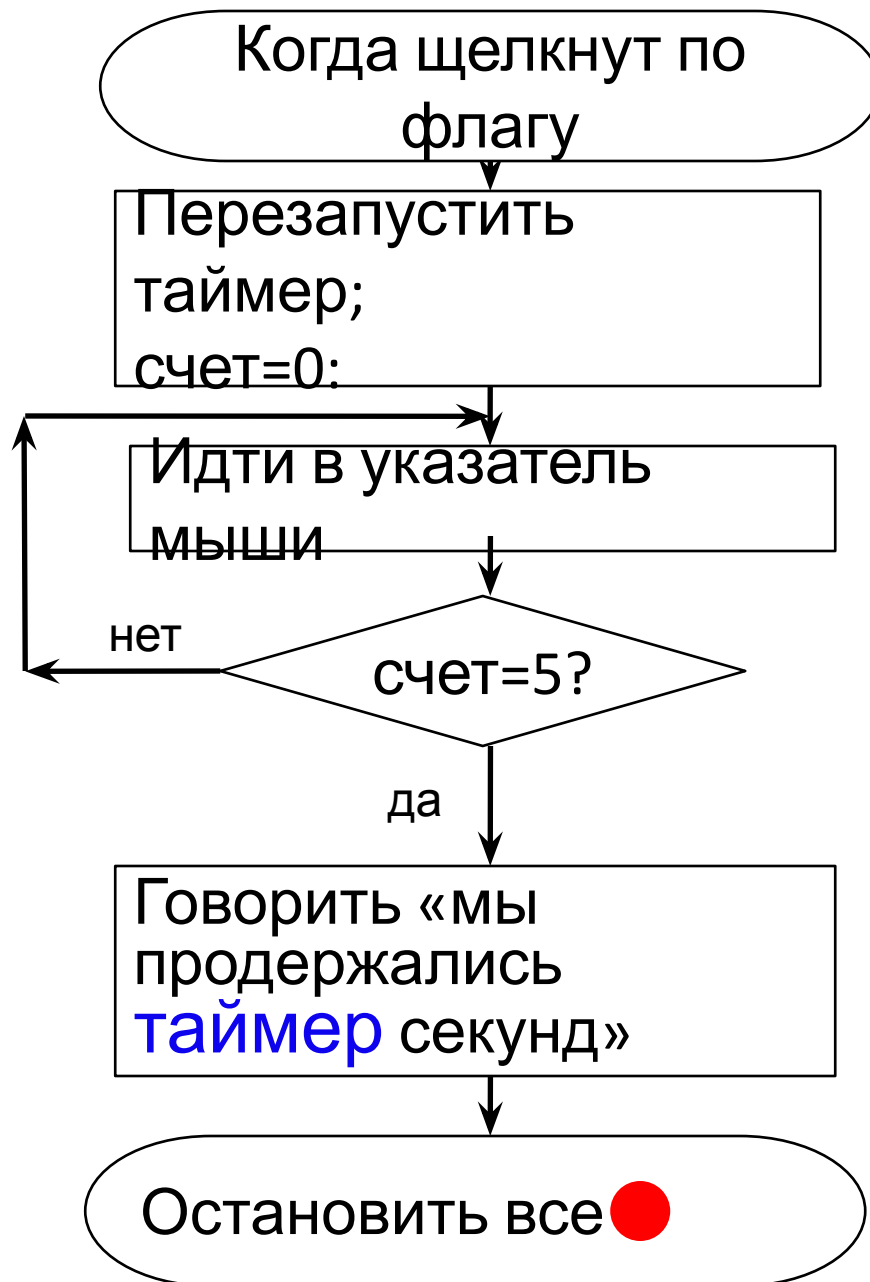 Когда щелкнут по
флагу
Перезапустить
таймер;
счет=0:
Идти в указатель
мыши
нет
счет=5?
да
Говорить «мы
продержались
таймер секунд»
Остановить все